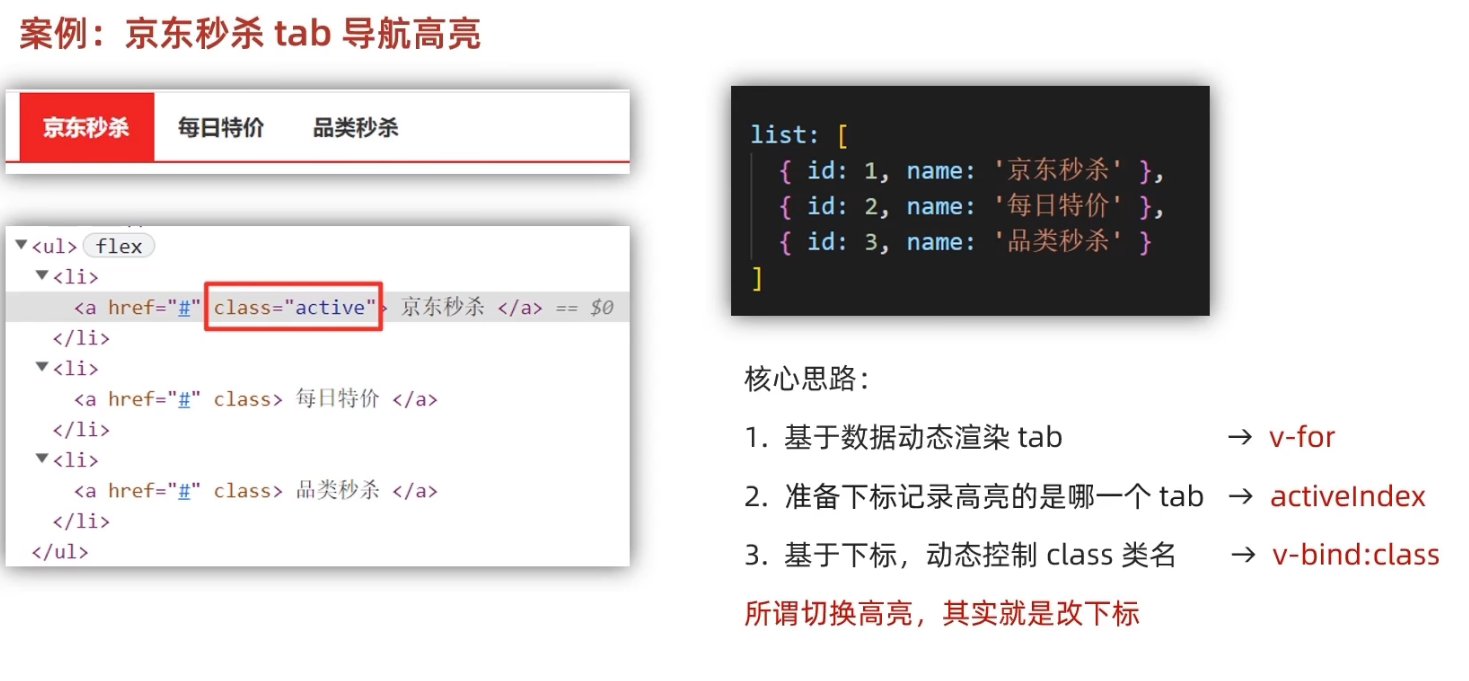 案例：京东秒杀 tab 导航高亮
京东秒杀 每日特价 品类秒杀
▼<ul> flex
▼<li>
<a href="#" class="active"> 京东秒杀 </a> == $0
</li>
▼<li>
<a href="#" class> 每日特价 </a>
</li>
▼<li>
<a href="#" class> 品类秒杀 </a>
</li>
</ul>
list: [
{ id: 1, name: '京东秒杀' },
{ id: 2, name: '每日特价' },
{ id: 3, name: '品类秒杀' }
]
核心思路：
1. 基于数据动态渲染 tab → v-for
2. 准备下标记录高亮的是哪一个 tab → activeIndex
3. 基于下标，动态控制 class 类名 → v-bind:class
所谓切换高亮，其实就是改下标